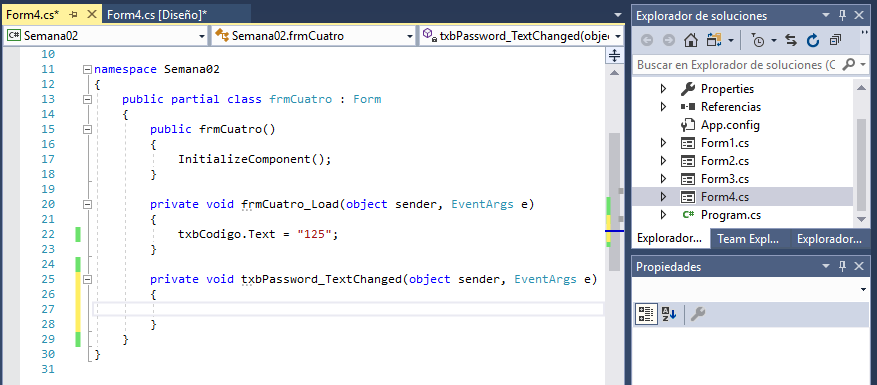 Form4.cs*
Form4.cs [Diseño]*
Semana02
Semana02.frmCuatro
txbPassword_TextChanged(object
10
11 namespace Semana02
12 {
13 public partial class frmCuatro : Form
14 {
15 public frmCuatro()
16 {
17 InitializeComponent();
18 }
19
20 private void frmCuatro_Load(object sender, EventArgs e)
21 {
22 txbCodigo.Text = "125";
23 }
24
25 private void txbPassword_TextChanged(object sender, EventArgs e)
26 {
27
28 }
29 }
30 }
31
Explorador de soluciones
Buscar en Explorador de soluciones (C
Properties
Referencias
App.config
Form1.cs
Form2.cs
Form3.cs
Form4.cs
C# Program.cs
Explorador... Team Expl... Explorador...
Propiedades